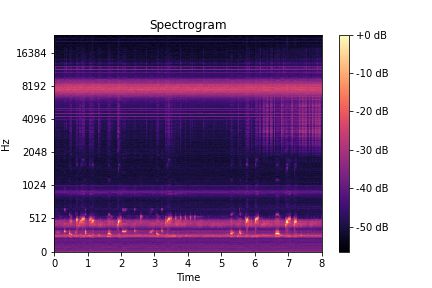 Spectrogram
Hz
16384
8192
4096
2048
1024
512
0
0 1 2 3 4 5 6 7 8
Time
+0 dB
-10 dB
-20 dB
-30 dB
-40 dB
-50 dB